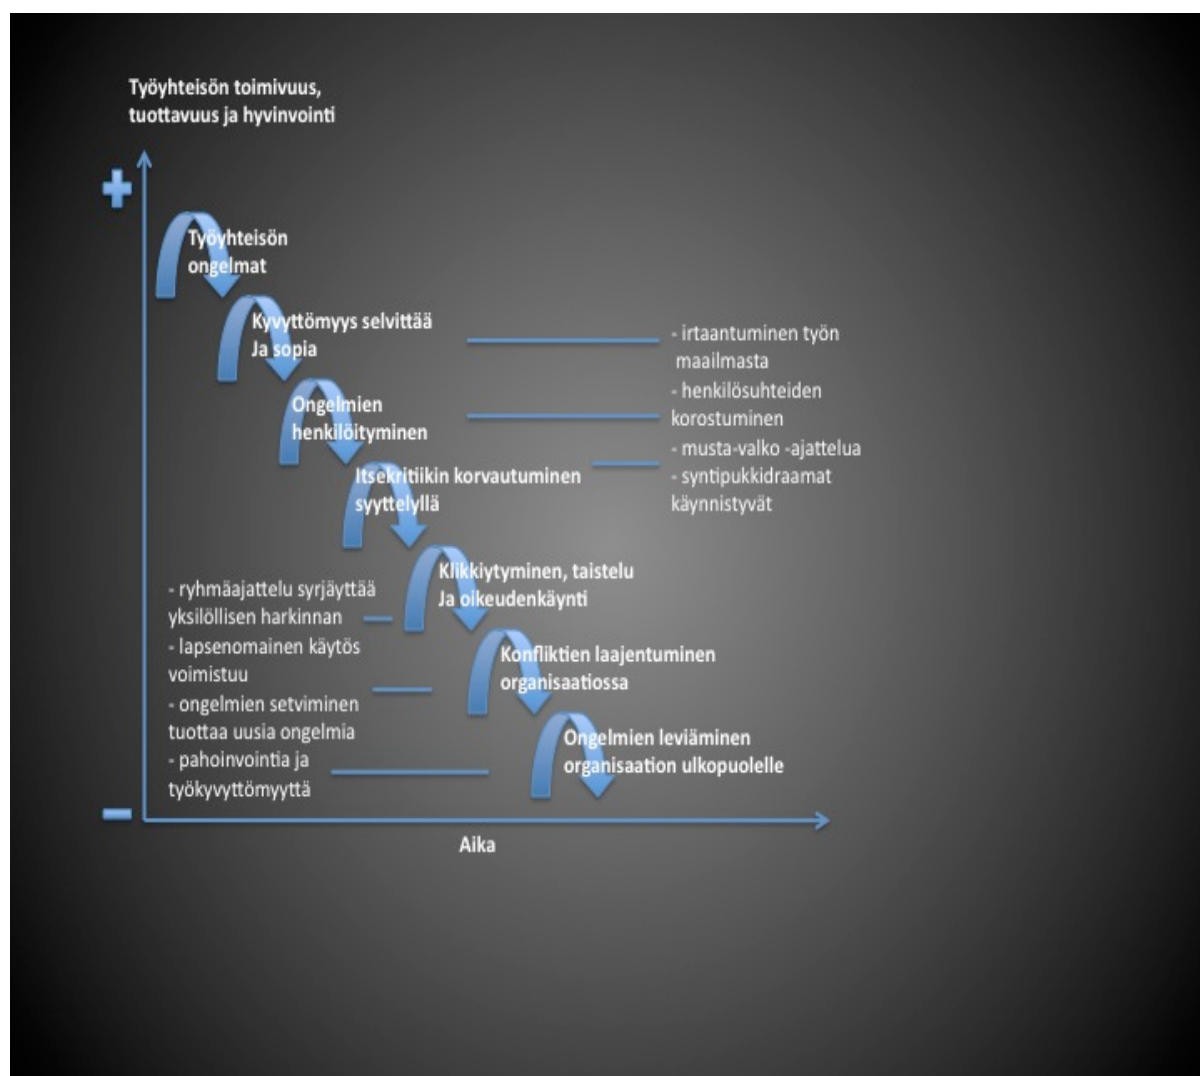 Työyhteisön toimivuus,
tuottavuus ja hyvinvointi
Työyhteisön
ongelmat
Kyvyttömyys selvittää
Ja sopia
Ongelmien
henkilöityminen
Itsekritiikin korvautuminen
syyttelyllä
- irtaantuminen työn
maailmasta
- henkilösuhteiden
korostuminen
- musta-valko -ajattelua
- syntipukkidraamat
käynnistyvät
Klikkiytyminen, taistelu
Ja oikeudenkäynti
Konfliktien laajentuminen
organisaatiossa
Ongelmien leviäminen
organisaation ulkopuolelle
- ryhmäajattelu syrjäyttää
yksilöllisen harkinnan
- lapsenomainen käytös
voimistuu
- ongelmien setviminen
tuottaa uusia ongelmia
- pahoinvointia ja
työkyvyttömyyttä
Aika